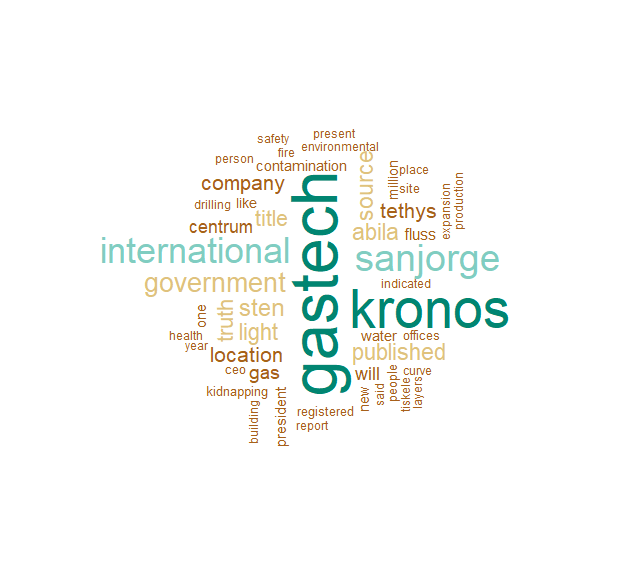 present
safety
environmental
fire
person
contamination
source
million
place
company
site
gastech
expansion
production
drilling
like
title
tethys
centrum
abila
fluss
international
sanjorge
government
indicated
kronos
one
truth
sten
light
health
water
offices
year
location
published
ceo
gas
will
people
curve
kidnapping
new
said
tiskele
layers
building
president
registered
report